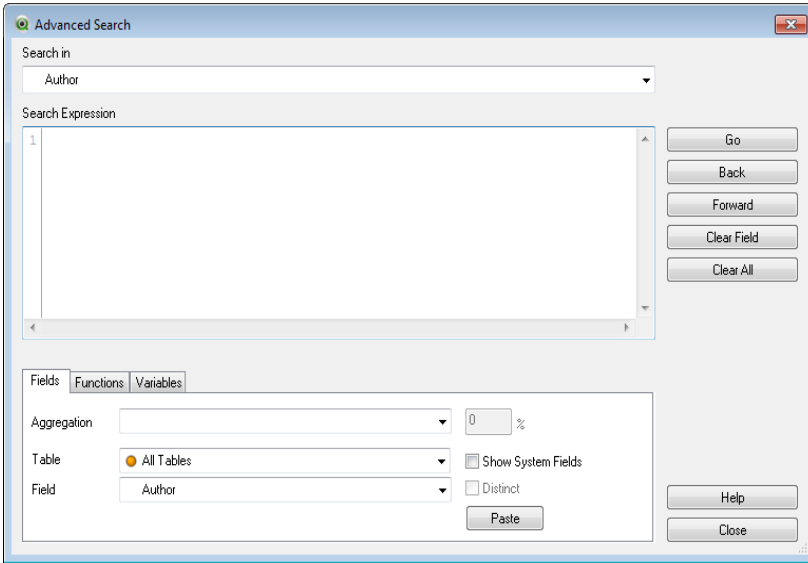 Advanced Search
Search in
Author
Search Expression
1
Go
Back
Forward
Clear Field
Clear All
Fields Functions Variables
Aggregation 0 %
Table All Tables Show System Fields
Field Author Distinct
Paste
Help
Close